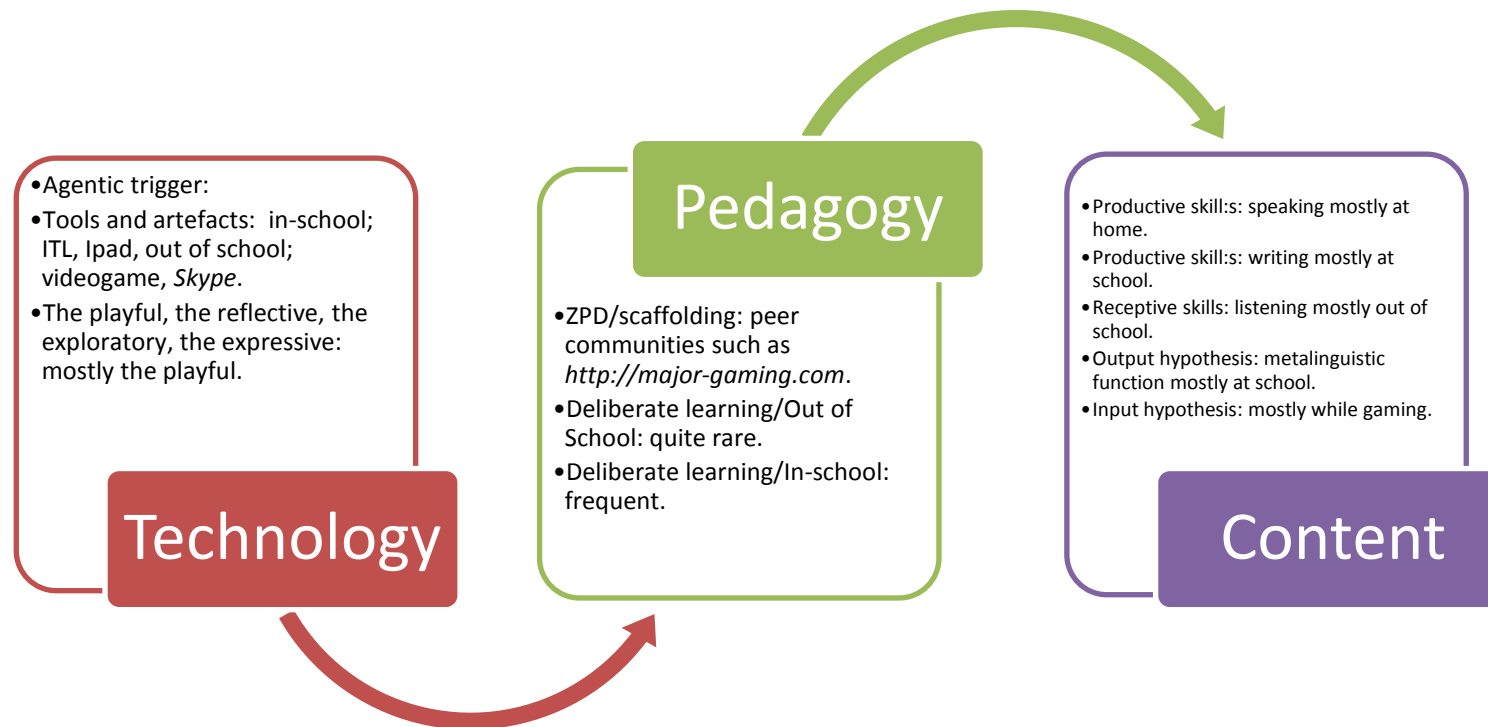 •Agentic trigger:
•Tools and artefacts:  in-school;
ITL, Ipad, out of school;
videogame, Skype.
•The playful, the reflective, the
exploratory, the expressive:
mostly the playful.
Technology
Pedagogy
•ZPD/scaffolding: peer
communities such as
http://major-gaming.com.
•Deliberate learning/Out of
School: quite rare.
•Deliberate learning/In-school:
frequent.
•Productive skill:s: speaking mostly at
home.
•Productive skill:s: writing mostly at
school.
•Receptive skills: listening mostly out of
school.
•Output hypothesis: metalinguistic
function mostly at school.
•Input hypothesis: mostly while gaming.
Content